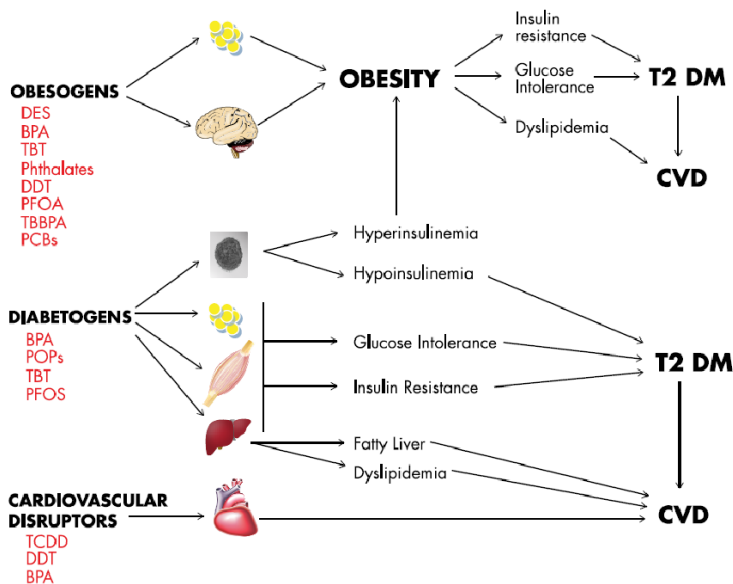 Insulin
resistance
OBESOGENS
OBESITY
Glucose
Intolerance
T2 DM
DES
BPA
TBT
Phthalates
DDT
PFOA
TBBPA
PCBs
Dyslipidemia
CVD
Hyperinsulinemia
Hypoinsulinemia
DIABETOGENS
BPA
POPs
TBT
PFOS
Glucose Intolerance
T2 DM
Insulin Resistance
Fatty Liver
Dyslipidemia
CARDIOVASCULAR
DISRUPTORS
CVD
TCDD
DDT
BPA